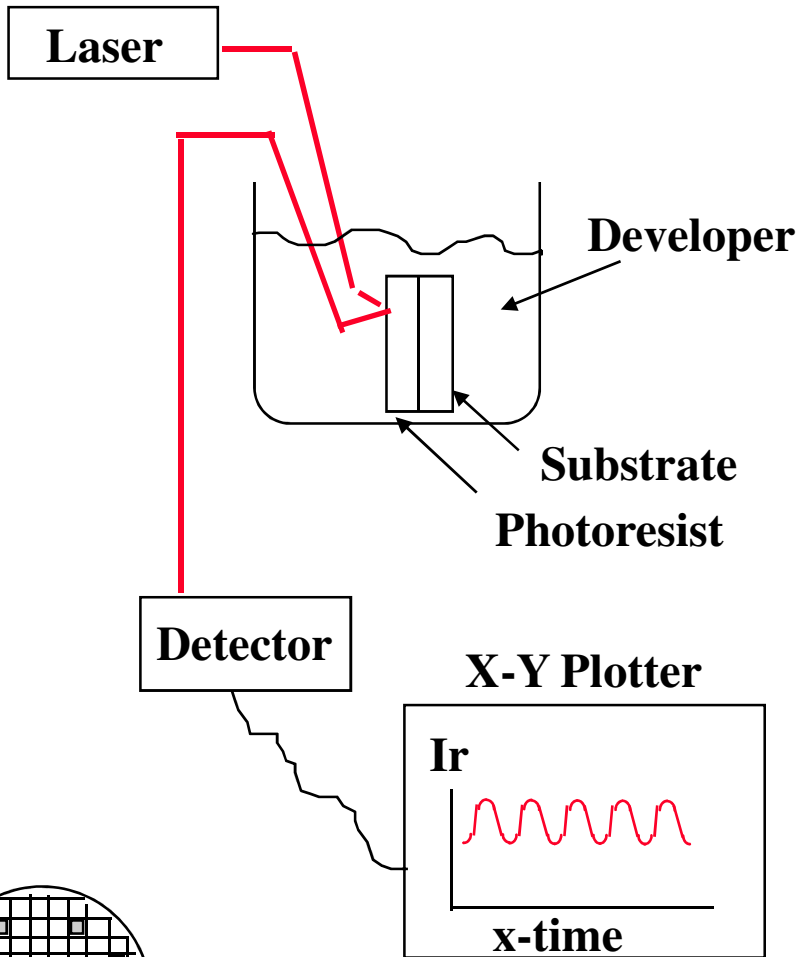 Laser
Developer
Substrate
Photoresist
Detector
X-Y Plotter
Ir
x-time